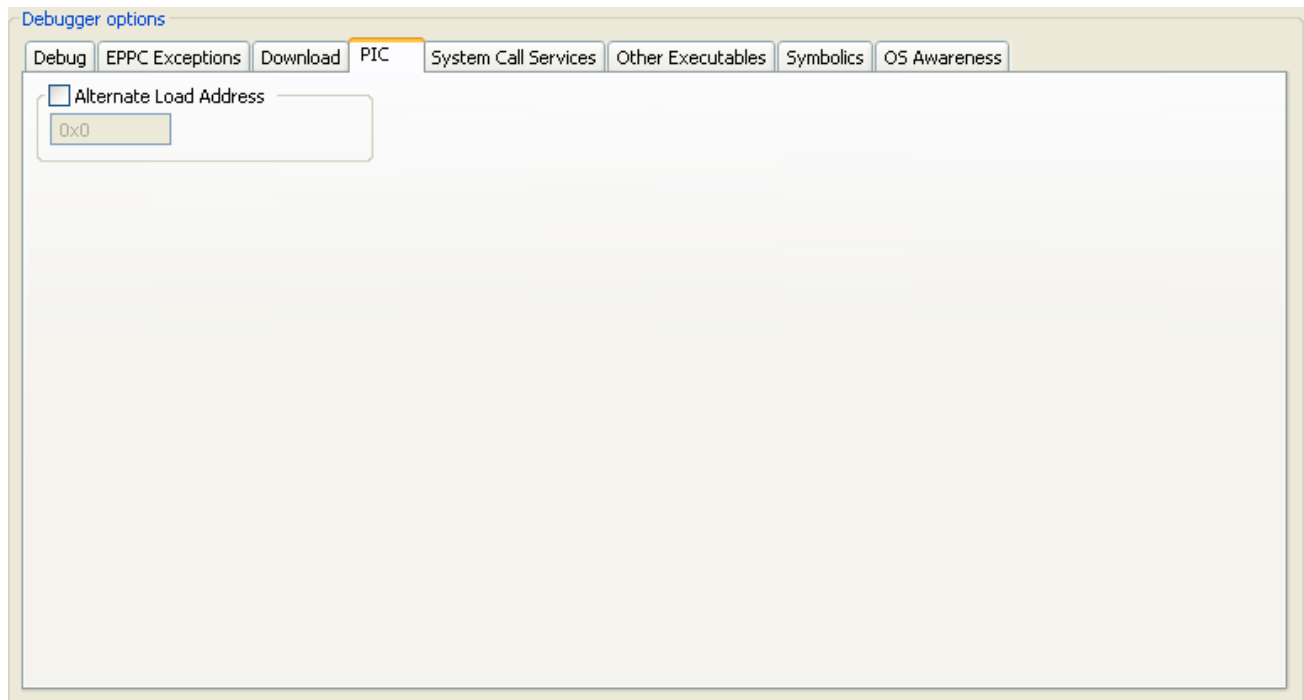 Debugger options
Debug EPPC Exceptions Download PIC System Call Services Other Executables Symbolics OS Awareness
Alternate Load Address
0x0